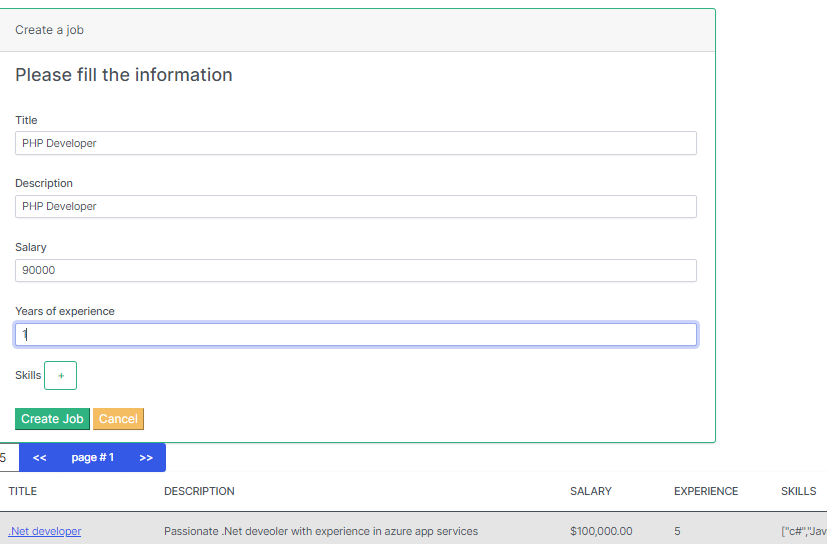 Create a job
Please fill the information
Title
PHP Developer
Description
PHP Developer
Salary
90000
Years of experience
1
Skills +
Create Job Cancel
5 << page # 1 >>
TITLE DESCRIPTION SALARY EXPERIENCE SKILLS
.Net developer Passionate .Net deveoler with experience in azure app services $100,000.00 5 ["c#","Jav